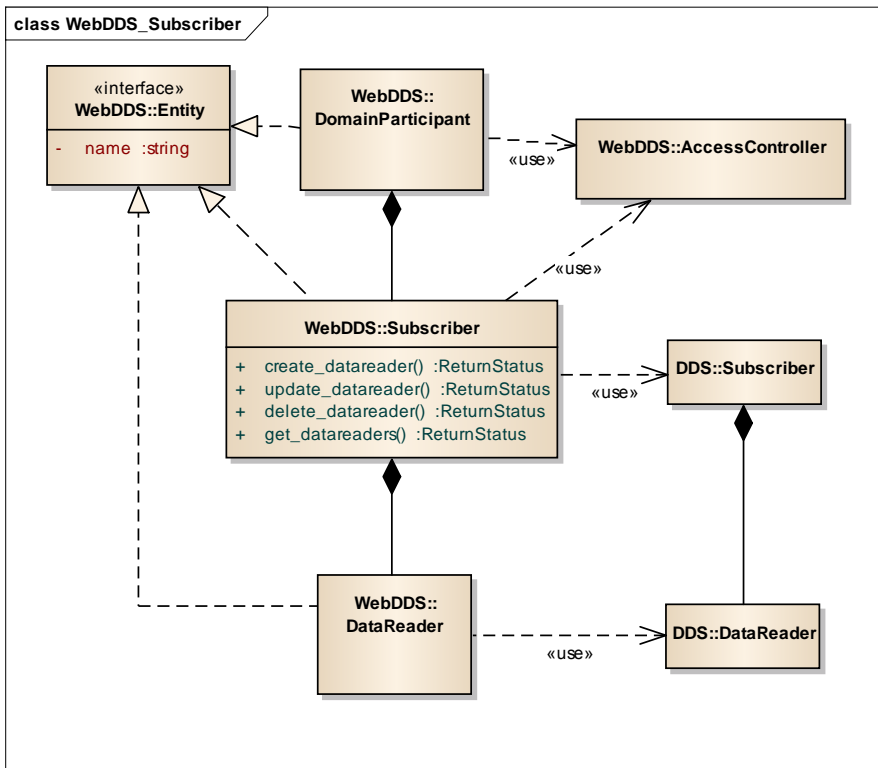 class WebDDS_Subscriber
«interface»
WebDDS::Entity
- name :string
WebDDS::
DomainParticipant
«use»
WebDDS::AccessController
«use»
WebDDS::Subscriber
+ create_datareader() :ReturnStatus
+ update_datareader() :ReturnStatus
+ delete_datareader() :ReturnStatus
+ get_datareaders() :ReturnStatus
«use»
DDS::Subscriber
WebDDS::
DataReader
«use»
DDS::DataReader